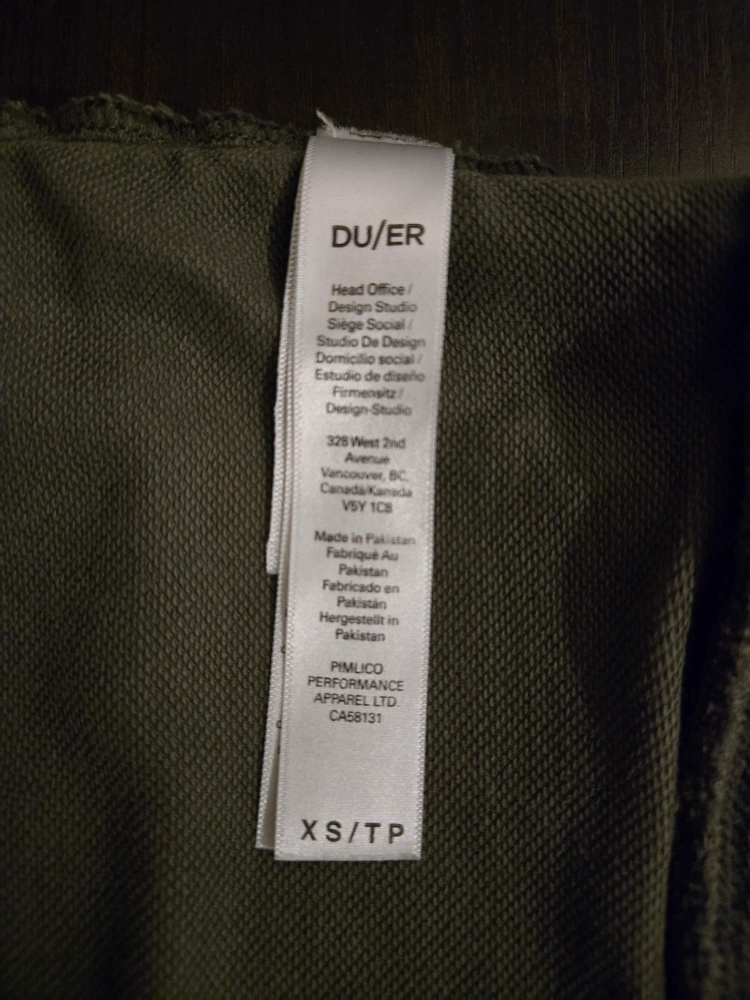 DU/ER
Head Office /
Design Studio
Siège Social /
Studio De Design
Domicilio social /
Estudio de diseño
Firmensitz /
Design-Studio
328 West 2nd
Avenue
Vancouver, BC,
Canadá/Kanada
V5Y 1C8
Made in Pakistan
Fabriqué Au
Pakistan
Fabricado en
Pakistán
Hergestellt in
Pakistan
PIMLICO
PERFORMANCE
APPAREL LTD
CA58131
XS/TP